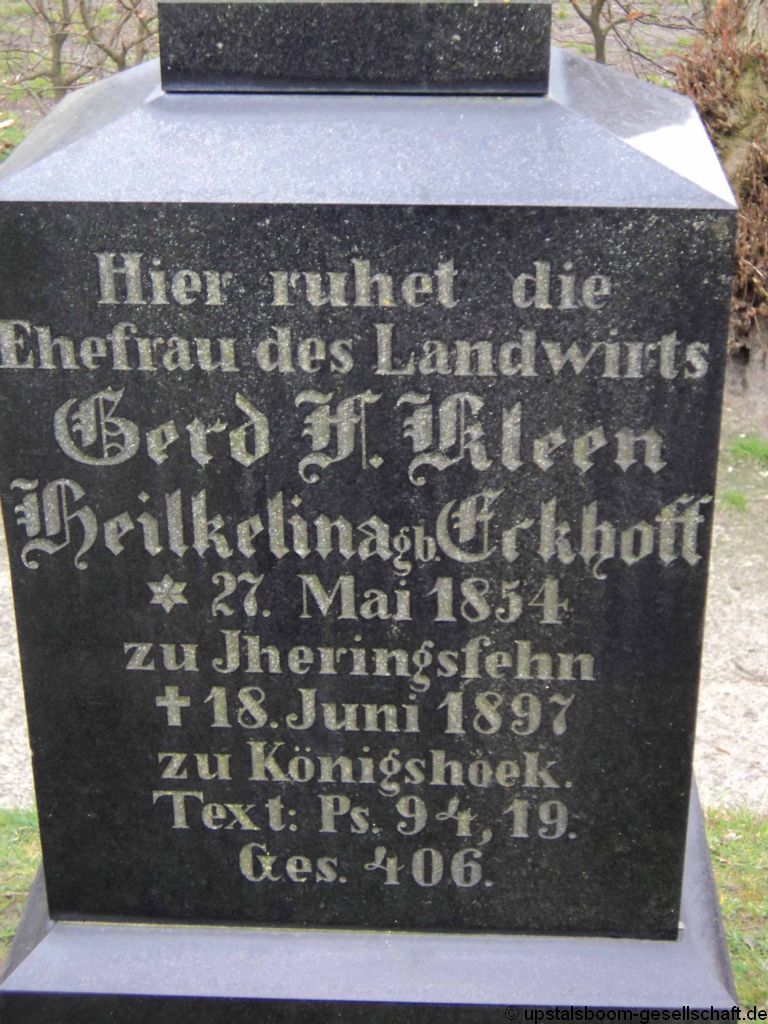 Hier ruhet die
Ehefrau des Landwirts
Gerd F. Kleen
Heilkelina gb. Eckhoff
✶ 27. Mai 1854
zu Jheringsfehn
✝ 18. Juni 1897
zu Königshoek.
Text: Ps. 94, 19.
Ges. 406.
© upstalsboom-gesellschaft.de